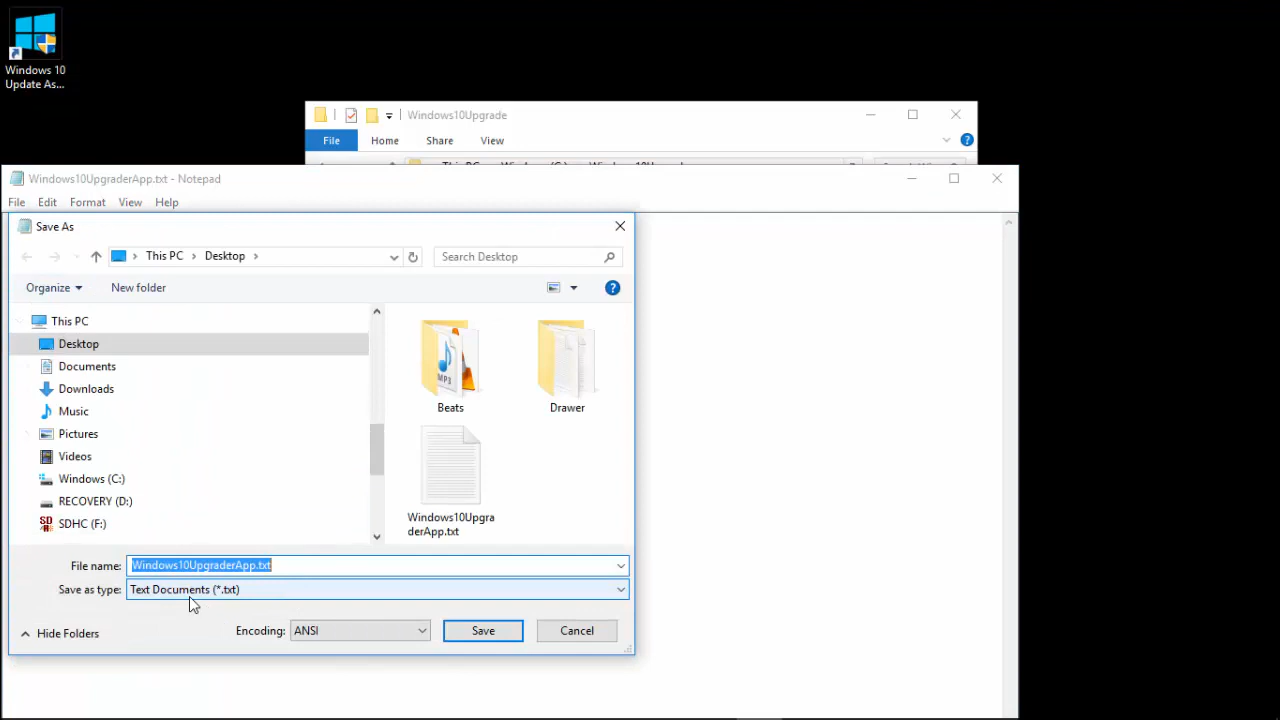 Windows 10
Update As...
Windows10Upgrade
File Home Share View
Windows10UpgraderApp.txt - Notepad
File Edit Format View Help
Save As
This PC Desktop
Search Desktop
Organize New folder
This PC
Desktop
Documents
Downloads
Music
Pictures
Videos
Windows (C:)
RECOVERY (D:)
SD SDHC (F:)
MP3
Beats
Drawer
Windows10Upgra
derApp.txt
File name: Windows10UpgraderApp.txt
Save as type: Text Documents (*.txt)
Hide Folders
Encoding: ANSI
Save
Cancel